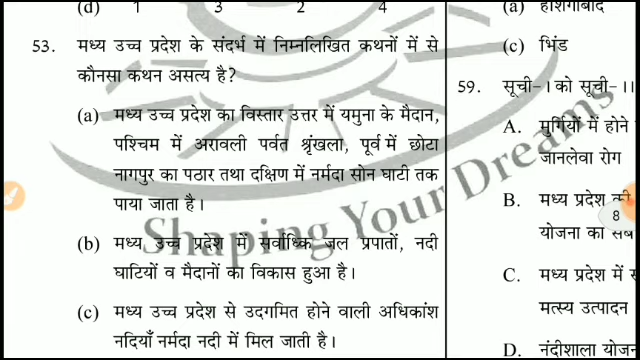 (d) 1 3 2 4
53. मध्य उच्च प्रदेश के संदर्भ में निम्नलिखित कथनों में से
कौनसा कथन असत्य है?
(a) मध्य उच्च प्रदेश का विस्तार उत्तर में यमुना के मैदान,
पश्चिम में अरावली पर्वत श्रृंखला, पूर्व में छोटा
नागपुर का पठार तथा दक्षिण में नर्मदा सोन घाटी तक
पाया जाता है।
(b) मध्य उच्च प्रदेश में सर्वाधिक जल प्रपातों, नदी
घाटियों व मैदानों का विकास हुआ है।
(c) मध्य उच्च प्रदेश से उदगमित होने वाली अधिकांश
नदियाँ नर्मदा नदी में मिल जाती है।
(a) होशंगाबाद
(c) भिंड
59. सूची-I को सूची-II
A. मुर्गियों में होने
जानलेवा रोग
B. मध्य प्रदेश की
योजना का सब
C. मध्य प्रदेश में
मत्स्य उत्पादन
D. नंदीशाला योजन
8
Shaping Your Dreams